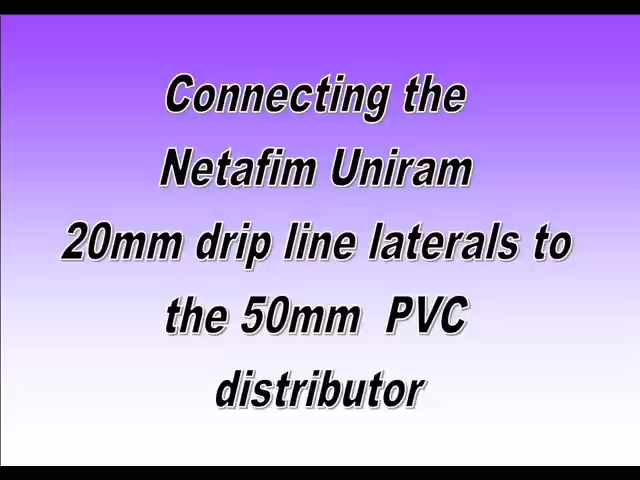 Connecting the
Netafim Uniram
20mm drip line laterals to
the 50mm PVC
distributor